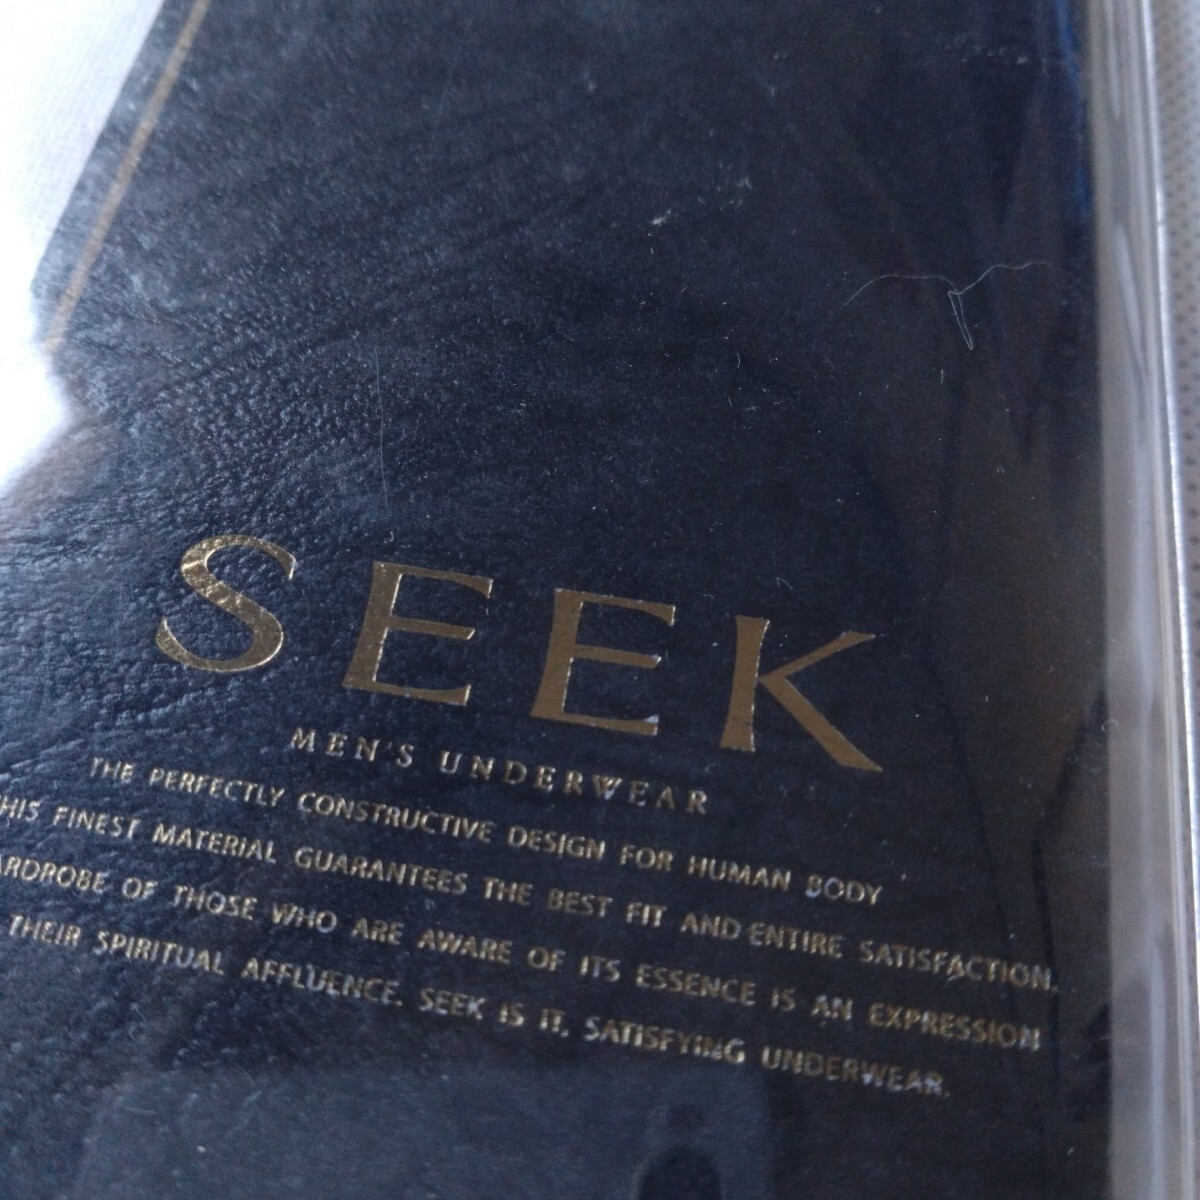 SEEK
MEN'S UNDERWEAR
THE PERFECTLY CONSTRUCTIVE DESIGN FOR HUMAN BODY
FINEST MATERIAL GUARANTEES THE BEST FIT AND ENTIRE SATISFACTION.
OF THOSE WHO ARE AWARE OF ITS ESSENCE IS AN EXPRESSION
THEIR SPIRITUAL AFFLUENCE. SEEK IS IT, SATISFYING UNDERWEAR.